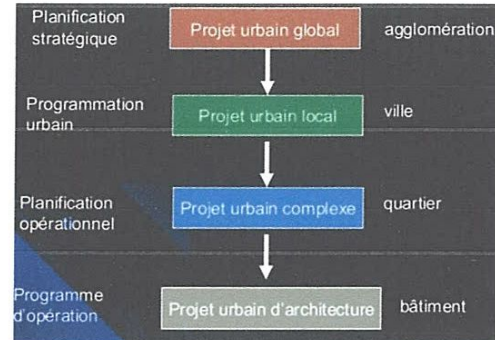 Planification
stratégique
Projet urbain global
agglomération
Programmation
urbain
Projet urbain local
ville
Planification
opérationnel
Projet urbain complexe
quartier
Programme
d'opération
Projet urbain d'architecture
bâtiment